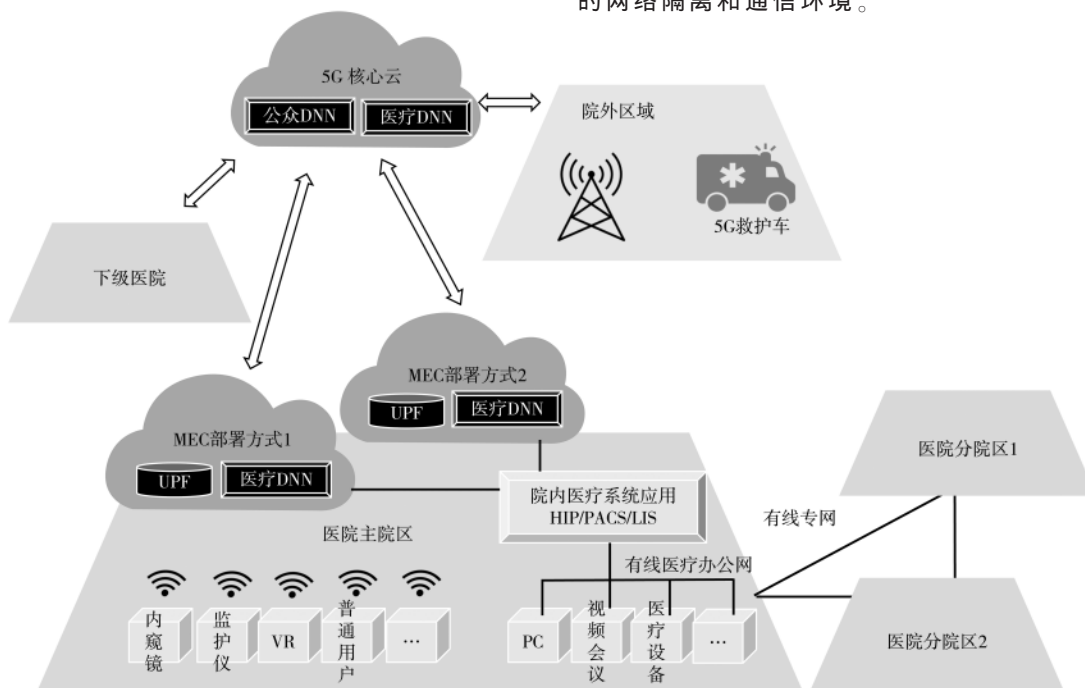 的网络隔离和通信环境。
5G 核心云
公众DNN
医疗DNN
院外区域
5G救护车
下级医院
MEC部署方式2
UPF
医疗DNN
MEC部署方式1
UPF
医疗DNN
院内医疗系统应用
HIP/PACS/LIS
医院主院区
有线医疗办公网
内窥镜
监护仪
VR
普通用户
…
PC
视频会议
医疗设备
…
医院分院区1
有线专网
医院分院区2